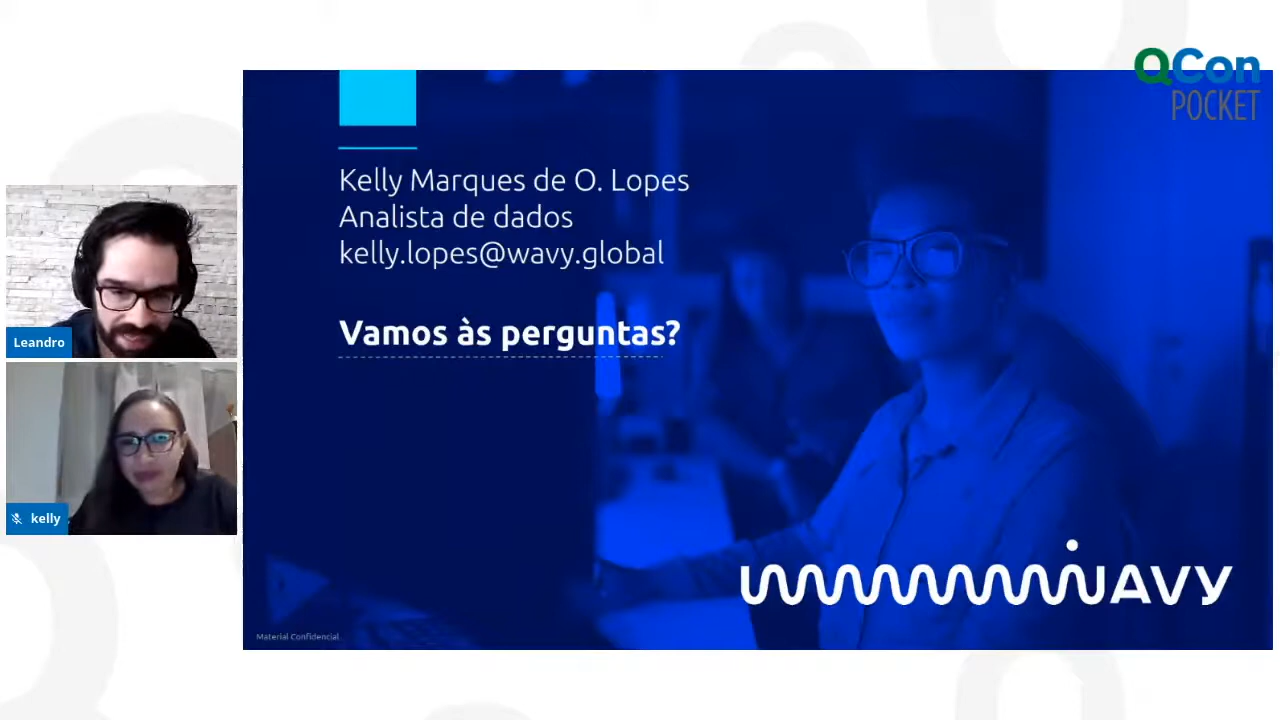 QCon
POCKET
Kelly Marques de O. Lopes
Analista de dados
kelly.lopes@wavy.global
Vamos às perguntas?
Leandro
kelly
WAVY
Material Confidencial